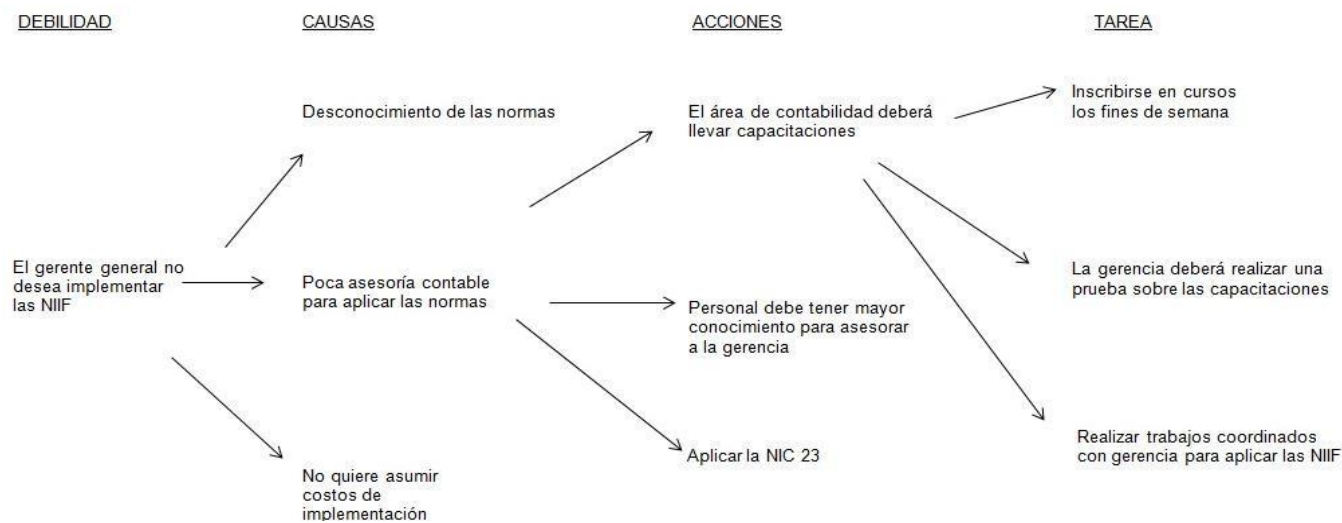 DEBILIDAD
CAUSAS
ACCIONES
TAREA
El gerente general no
desea implementar
las NIIF
Desconocimiento de las normas
Poca asesoría contable
para aplicar las normas
No quiere asumir
costos de
implementación
El área de contabilidad deberá
llevar capacitaciones
Personal debe tener mayor
conocimiento para asesorar
a la gerencia
Aplicar la NIC 23
Inscribirse en cursos
los fines de semana
La gerencia deberá realizar una
prueba sobre las capacitaciones
Realizar trabajos coordinados
con gerencia para aplicar las NIIF